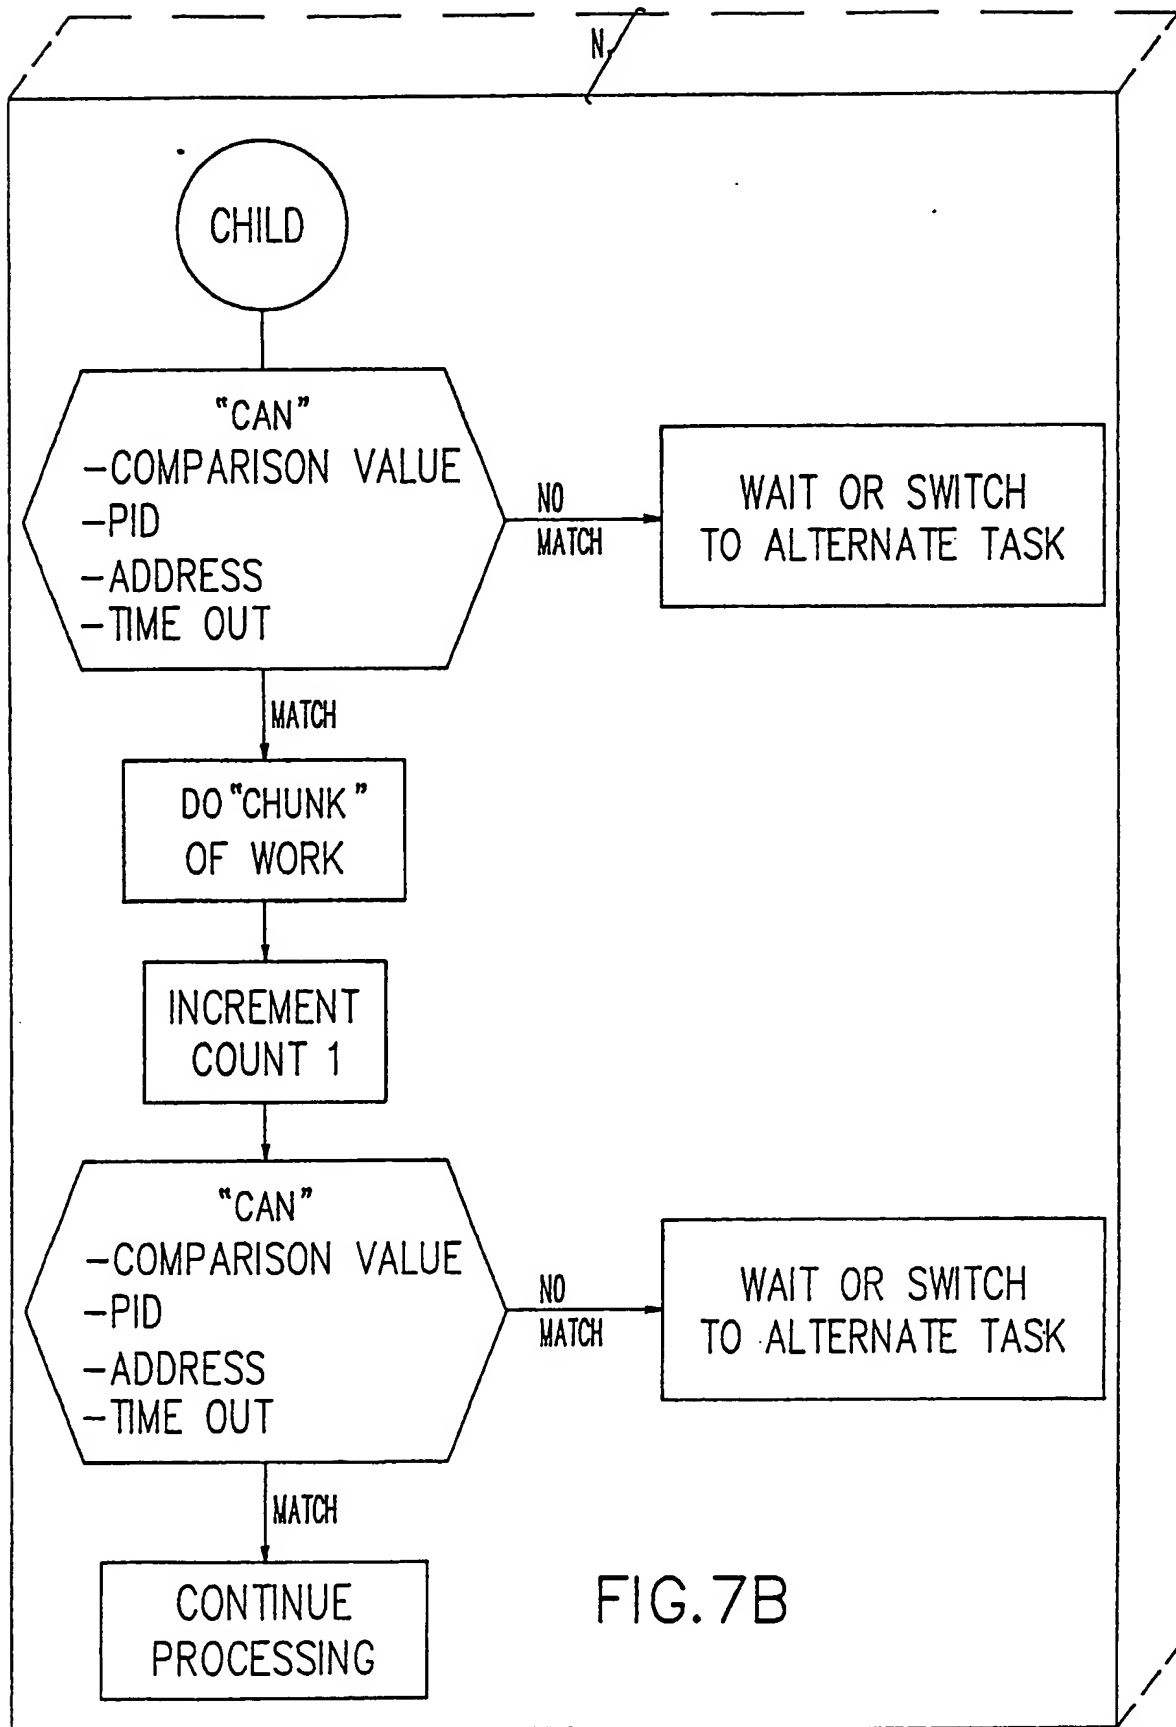 N
CHILD
"CAN"
-COMPARISON VALUE
-PID
-ADDRESS
-TIME OUT
NO
MATCH
WAIT OR SWITCH
TO ALTERNATE TASK
MATCH
DO "CHUNK"
OF WORK
INCREMENT
COUNT 1
"CAN"
-COMPARISON VALUE
-PID
-ADDRESS
-TIME OUT
NO
MATCH
WAIT OR SWITCH
TO ALTERNATE TASK
MATCH
CONTINUE
PROCESSING
FIG. 7B